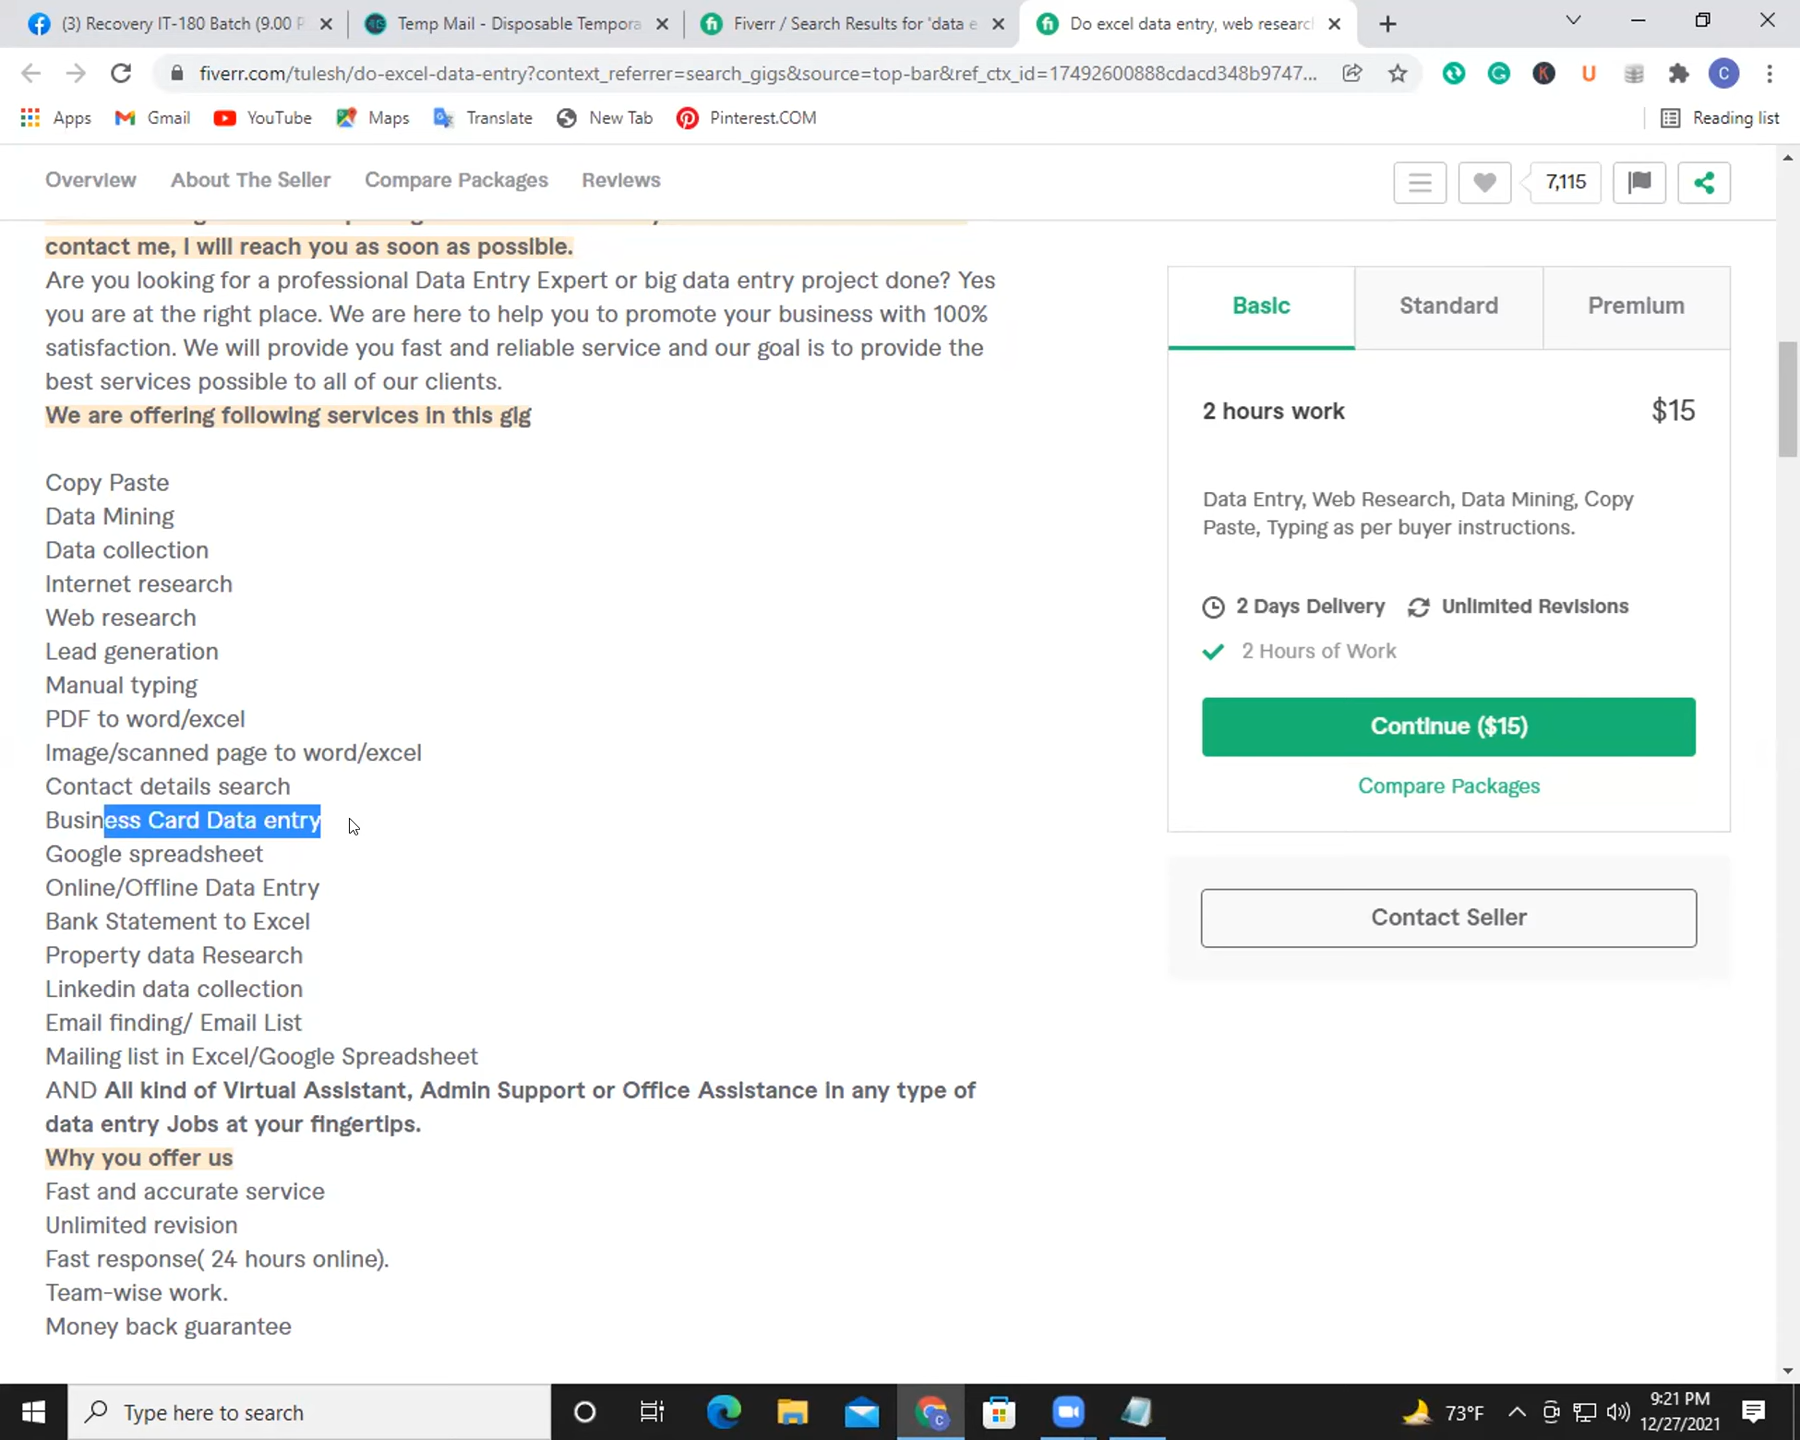 (3) Recovery IT-180 Batch (9.00 P
Temp Mail - Disposable Tempora
Fiverr / Search Results for 'data e
Do excel data entry, web researc
fiverr.com/tulesh/do-excel-data-entry?context_referrer=search_gigs&source=top-bar&ref_ctx_id=17492600888cdacd348b9747...
Apps
Gmail
YouTube
Maps
Translate
New Tab
Pinterest.COM
Reading list
Overview
About The Seller
Compare Packages
Reviews
7,115
contact me, I will reach you as soon as possible.
Are you looking for a professional Data Entry Expert or big data entry project done? Yes
you are at the right place. We are here to help you to promote your business with 100%
satisfaction. We will provide you fast and reliable service and our goal is to provide the
best services possible to all of our clients.
We are offering following services in this gig
Copy Paste
Data Mining
Data collection
Internet research
Web research
Lead generation
Manual typing
PDF to word/excel
Image/scanned page to word/excel
Contact details search
Business Card Data entry
Google spreadsheet
Online/Offline Data Entry
Bank Statement to Excel
Property data Research
Linkedin data collection
Email finding/ Email List
Mailing list in Excel/Google Spreadsheet
AND All kind of Virtual Assistant, Admin Support or Office Assistance in any type of
data entry Jobs at your fingertips.
Why you offer us
Fast and accurate service
Unlimited revision
Fast response( 24 hours online).
Team-wise work.
Money back guarantee
Basic
Standard
Premium
2 hours work
$15
Data Entry, Web Research, Data Mining, Copy
Paste, Typing as per buyer instructions.
2 Days Delivery
Unlimited Revisions
2 Hours of Work
Continue ($15)
Compare Packages
Contact Seller
Type here to search
73°F
9:21 PM
12/27/2021